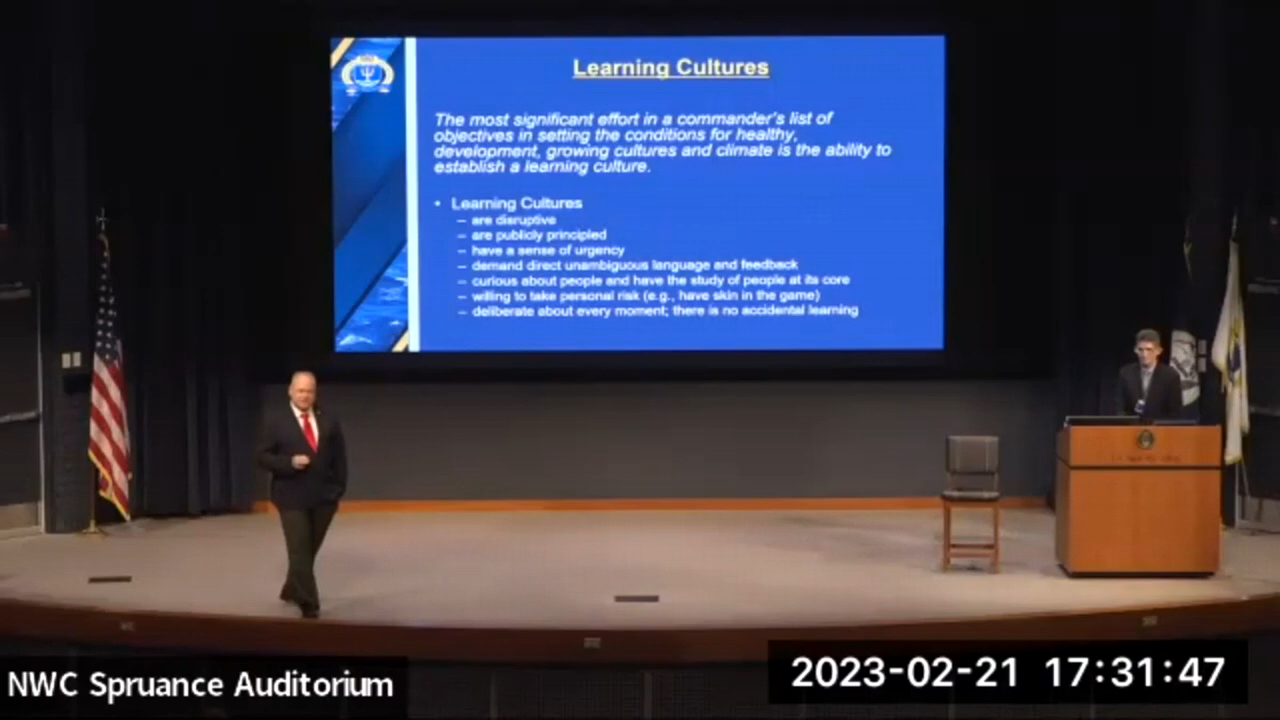 Learning Cultures
The most significant effort in a commander's list of
objectives in setting the conditions for healthy,
development, growing cultures and climate is the ability to
establish a learning culture.
• Learning Cultures
– are disruptive
– are publicly principled
– have a sense of urgency
– demand direct unambiguous language and feedback
– curious about people and have the study of people at its core
– willing to take personal risk (e.g., have skin in the game)
– deliberate about every moment; there is no accidental learning
NWC Spruance Auditorium
2023-02-21 17:31:47